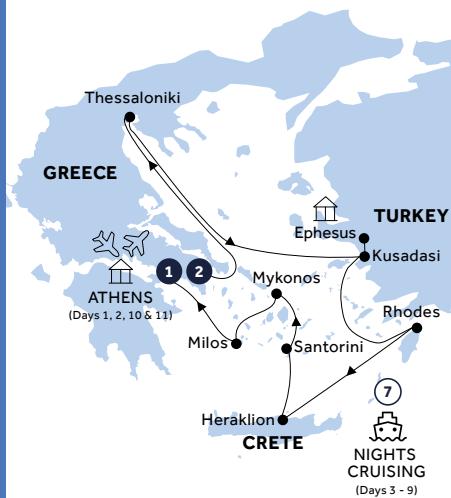 Thessaloniki
GREECE
Ephesus
TURKEY
Kusadasi
1
2
ATHENS
(Days 1, 2, 10 & 11)
Mykonos
Milos
Santorini
Rhodes
Heraklion
CRETE
7
NIGHTS
CRUISING
(Days 3 - 9)